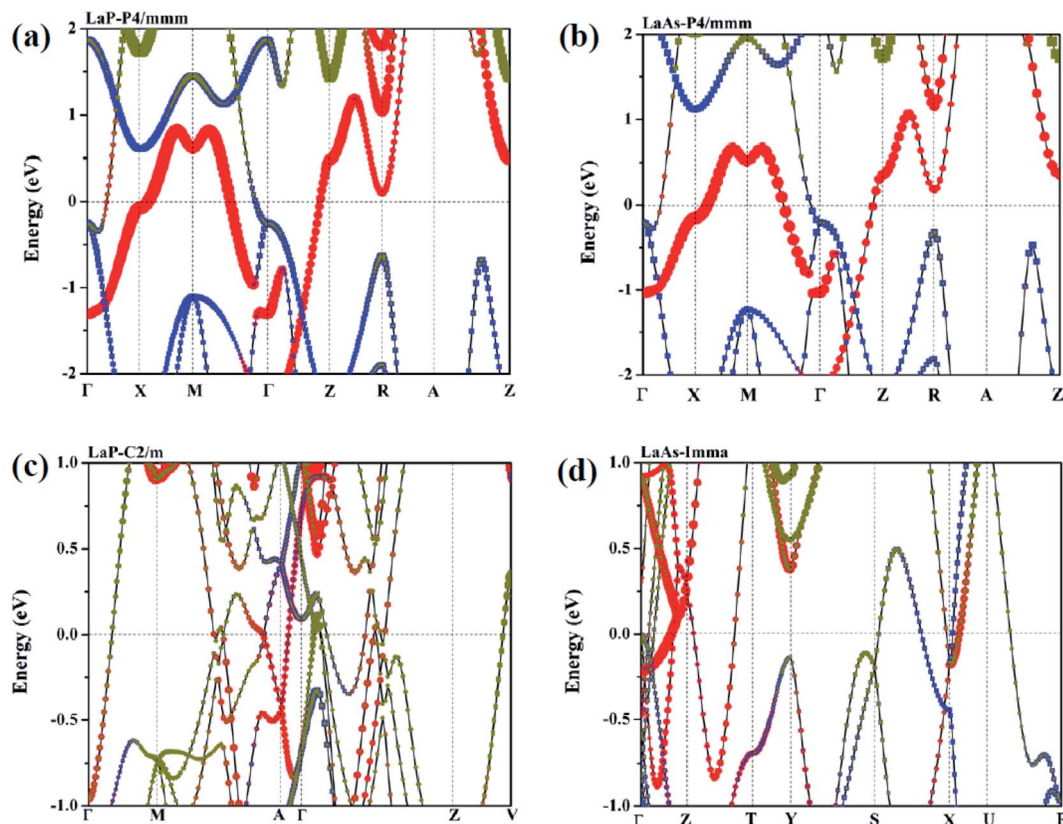 (a)
LaP-P4/mmm
Energy (eV)
2
1
0
-1
-2
Γ X M Γ Z R A Z
(b)
LaAs-P4/mmm
Energy (eV)
2
1
0
-1
-2
Γ X M Γ Z R A Z
(c)
LaP-C2/m
Energy (eV)
1.0
0.5
0.0
-0.5
-1.0
Γ M A Γ Z V
(d)
LaAs-Imma
Energy (eV)
1.0
0.5
0.0
-0.5
-1.0
Γ Z T Y S X U